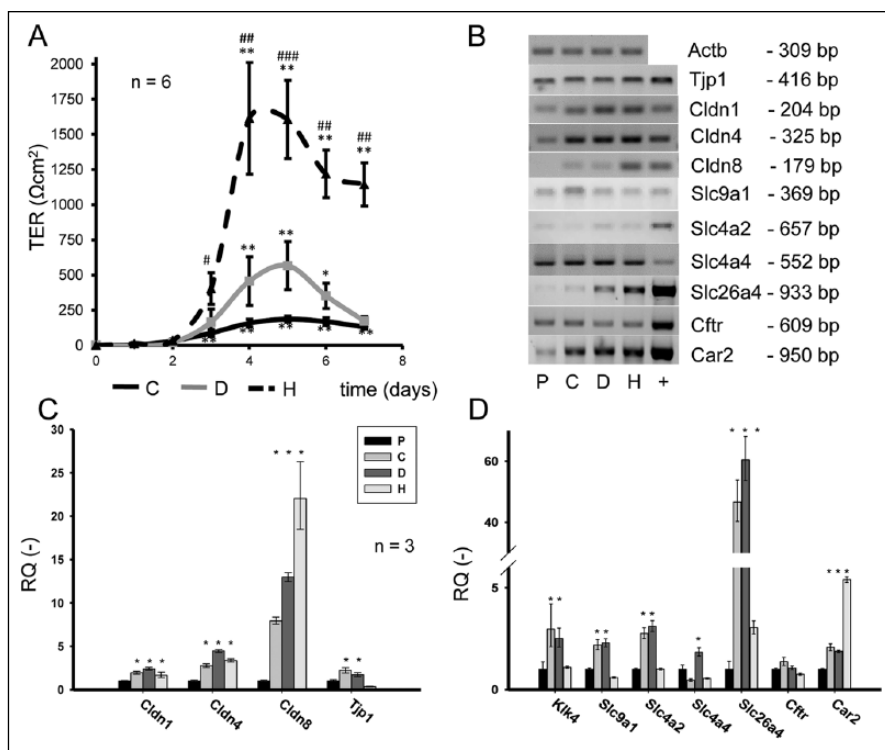 A
TER (Ωcm²)
2000
1750
1500
1250
1000
750
500
250
0
n = 6
#
**
##
**
###
**
##
**
##
**
**
**
*
**
**
**
**
**
0 2 4 6 8
C D H time (days)
B
Actb - 309 bp
Tjp1 - 416 bp
Cldn1 - 204 bp
Cldn4 - 325 bp
Cldn8 - 179 bp
Slc9a1 - 369 bp
Slc4a2 - 657 bp
Slc4a4 - 552 bp
Slc26a4 - 933 bp
Cftr - 609 bp
Car2 - 950 bp
P C D H +
C
RQ (-)
30
25
20
15
10
5
0
* * *
* * *
* * *
* *
P
C
D
H
n = 3
Cldn1 Cldn4 Cldn8 Tjp1
D
RQ (-)
60
40
5
0
* *
* *
* *
*
* * *
* * *
Klk4 Slc9a1 Slc4a2 Slc4a4 Slc26a4 Cftr Car2